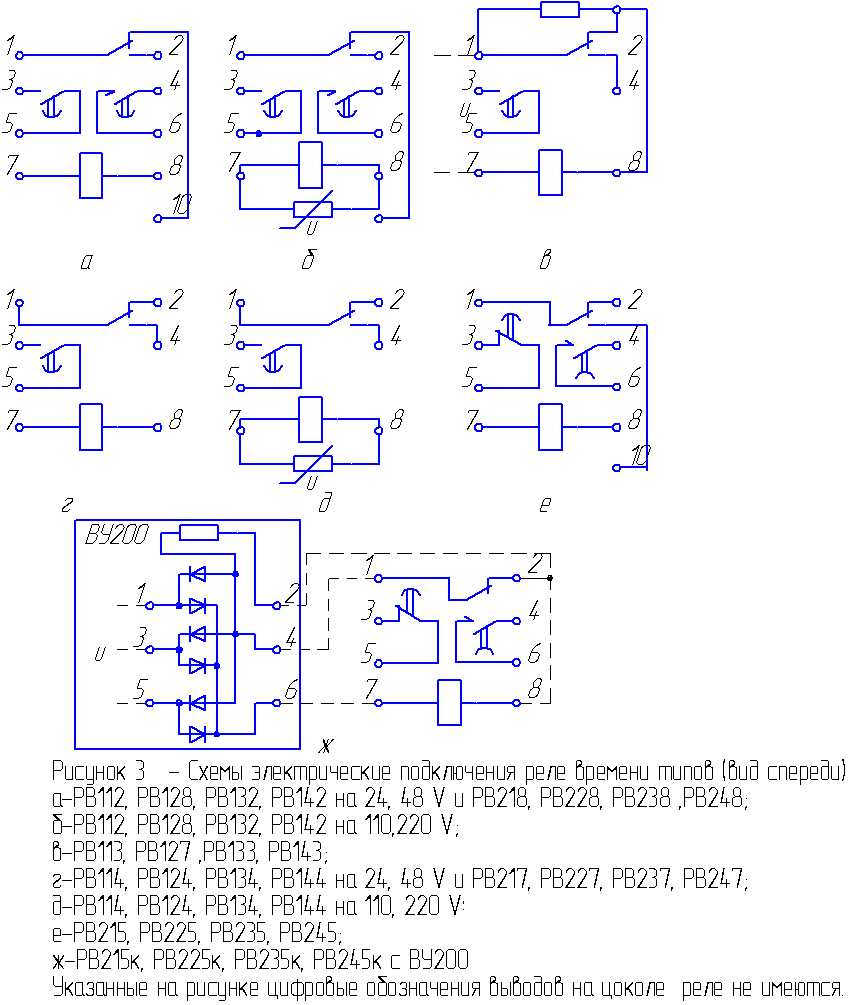 1 2 1 2 1 2
3 4 3 4 3 4
и
5 6 5 6 5
7 8 7 8 7 8
10
и
а б в
1 2 1 2 1 2
3 4 3 4 3 4
5 5 5 6
7 8 7 8 7 8
10
и
г д е
ВУ200
1 2 1 2
3 4 3 4
и
5 6 5 6
7 8
ж
Рисунок 3 - Схемы электрические подключения реле времени типов (вид спереди)
а-РВ112, РВ128, РВ132, РВ142 на 24, 48 V и РВ218, РВ228, РВ238 ,РВ248;
б-РВ112, РВ128, РВ132, РВ142 на 110,220 V;
в-РВ113, РВ127 ,РВ133, РВ143;
г-РВ114, РВ124, РВ134, РВ144 на 24, 48 V и РВ217, РВ227, РВ237, РВ247;
д-РВ114, РВ124, РВ134, РВ144 на 110, 220 V:
е-РВ215, РВ225, РВ235, РВ245;
ж-РВ215к, РВ225к, РВ235к, РВ245к с ВУ200
Указанные на рисунке цифровые обозначения выводов на цоколе реле не имеются.